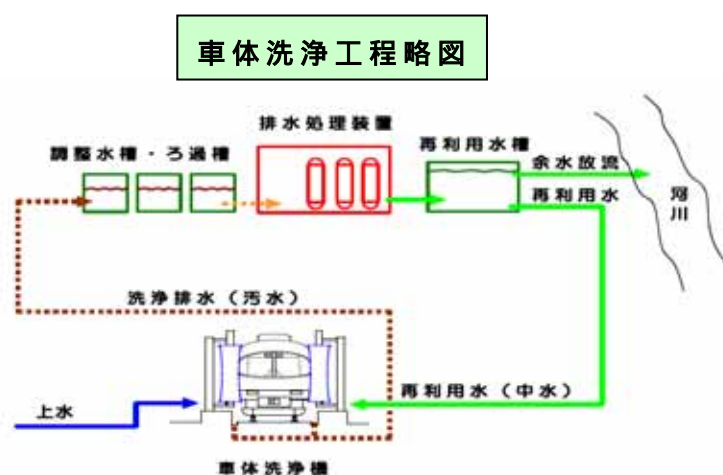 車体洗浄工程略図
排水処理装置
再利用水槽
調整水槽・ろ過槽
余水放流
再利用水
河川
洗浄排水（汚水）
再利用水（中水）
上水
車体洗浄機